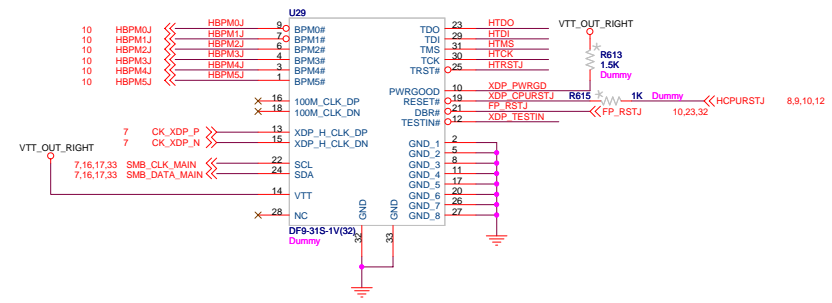 U29
10 HBPM0J HBPM0J 9 BPM0# TDO 23 HTDO
10 HBPM1J HBPM1J 7 BPM1# TDI 29 HTDI
10 HBPM2J HBPM2J 6 BPM2# TMS 31 HTMS
10 HBPM3J HBPM3J 4 BPM3# TCK 30 HTCK
10 HBPM4J HBPM4J 3 BPM4# TRST# 25 HTRSTJ
10 HBPM5J HBPM5J 1 BPM5#
VTT_OUT_RIGHT
R613
1.5K
Dummy
PWRGOOD 10 XDP_PWRGD
16 100M_CLK_DP RESET# 19 XDP_CPURSTJ R615 1K Dummy HCPURSTJ 8,9,10,12
18 100M_CLK_DN DBR# 21 FP_RSTJ FP_RSTJ 10,23,32
TESTIN# 12 XDP_TESTIN
7 CK_XDP_P 13 XDP_H_CLK_DP
7 CK_XDP_N 15 XDP_H_CLK_DN GND_1 2
VTT_OUT_RIGHT GND_2 5
7,16,17,33 SMB_CLK_MAIN 22 SCL GND_3 8
7,16,17,33 SMB_DATA_MAIN 24 SDA GND_4 11
GND_5 17
14 VTT GND_6 20
GND_7 26
28 NC GND_8 27
GND GND
32 33
DF9-31S-1V(32)
Dummy